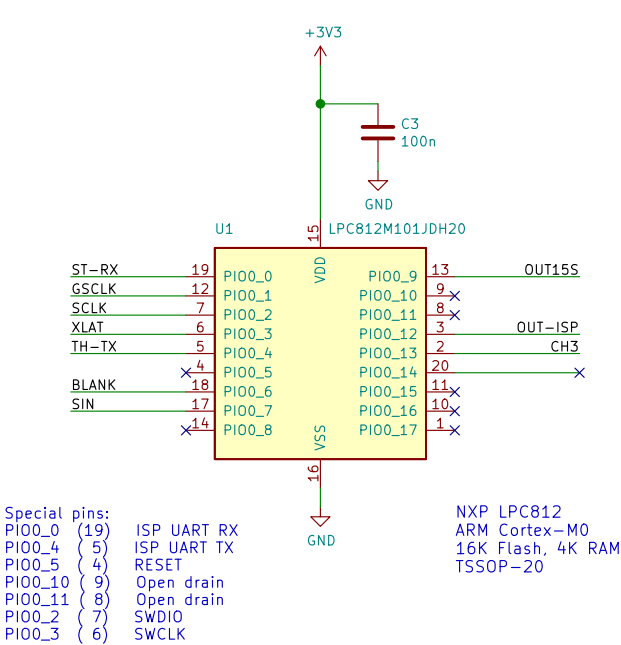 +3V3
C3
100n
GND
U1 LPC812M101JDH20
15
VDD
ST-RX 19 PIO0_0 PIO0_9 13 OUT15S
GSCLK 12 PIO0_1 PIO0_10 9
SCLK 7 PIO0_2 PIO0_11 8
XLAT 6 PIO0_3 PIO0_12 3 OUT-ISP
TH-TX 5 PIO0_4 PIO0_13 2 CH3
4 PIO0_5 PIO0_14 20
BLANK 18 PIO0_6 PIO0_15 11
SIN 17 PIO0_7 PIO0_16 10
14 PIO0_8 PIO0_17 1
VSS
16
GND
Special pins:
PIO0_0 (19) ISP UART RX
PIO0_4 ( 5) ISP UART TX
PIO0_5 ( 4) RESET
PIO0_10 ( 9) Open drain
PIO0_11 ( 8) Open drain
PIO0_2 ( 7) SWDIO
PIO0_3 ( 6) SWCLK
NXP LPC812
ARM Cortex-M0
16K Flash, 4K RAM
TSSOP-20